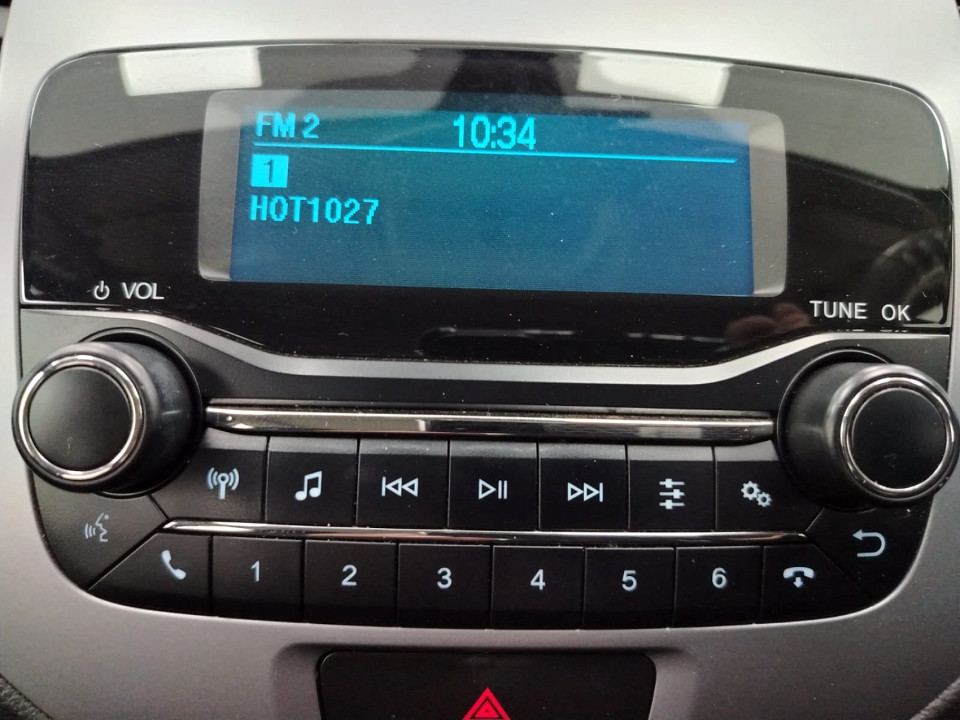 FM 2 10:34
1
HOT1027
VOL
TUNE OK
1 2 3 4 5 6